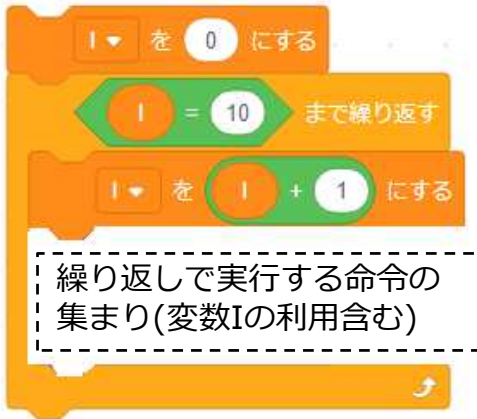 I を 0 にする
I = 10 まで繰り返す
I を I + 1 にする
繰り返しで実行する命令の
集まり(変数Iの利用含む)